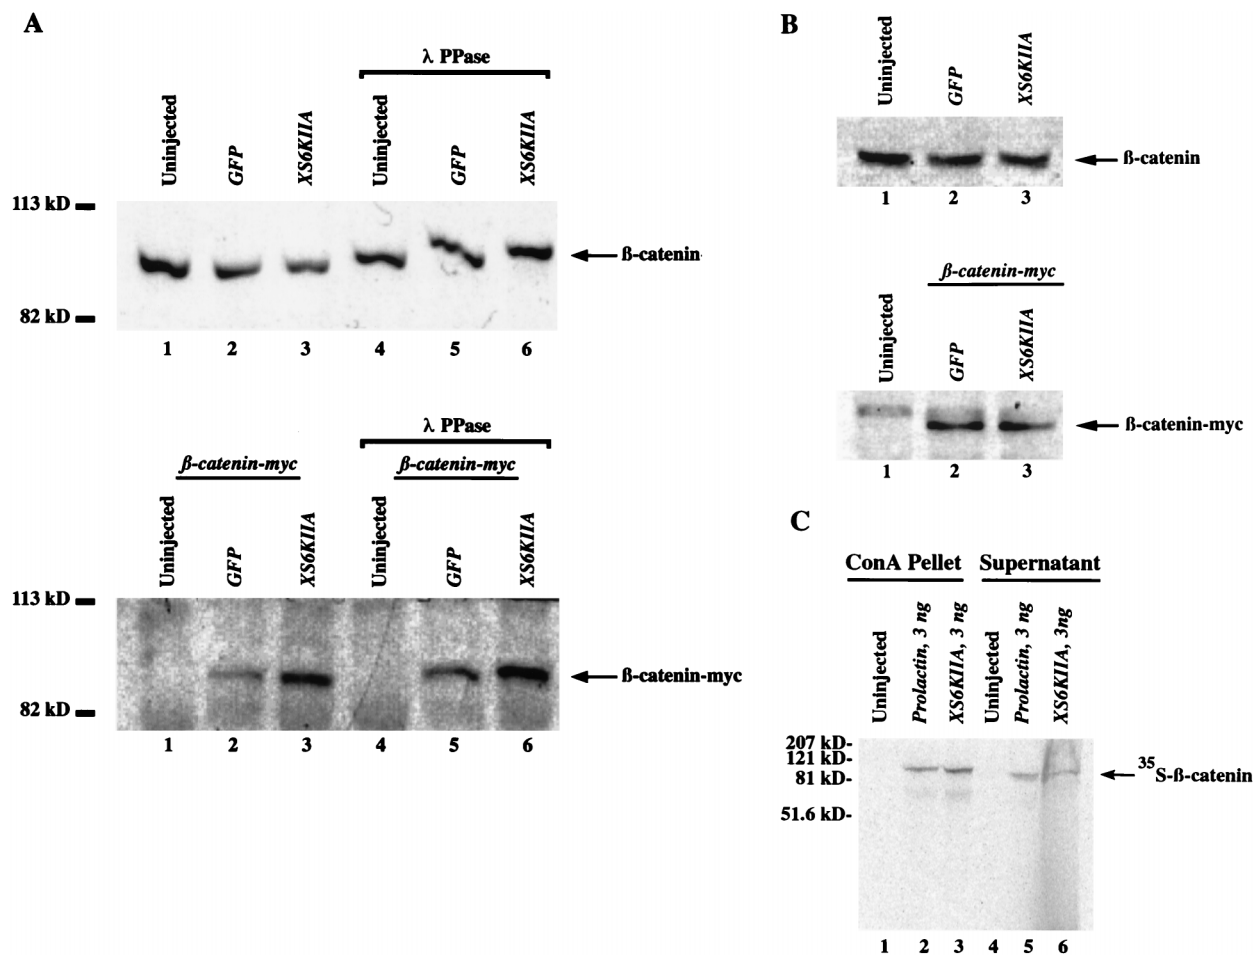 A
λ PPase
Uninjected GFP XS6KIIA Uninjected GFP XS6KIIA
113 kD
ß-catenin
82 kD
1 2 3 4 5 6
λ PPase
ß-catenin-myc ß-catenin-myc
Uninjected GFP XS6KIIA Uninjected GFP XS6KIIA
113 kD
ß-catenin-myc
82 kD
1 2 3 4 5 6
B
Uninjected GFP XS6KIIA
ß-catenin
1 2 3
ß-catenin-myc
Uninjected GFP XS6KIIA
ß-catenin-myc
1 2 3
C
ConA Pellet Supernatant
Uninjected Prolactin, 3 ng XS6KIIA, 3 ng Uninjected Prolactin, 3 ng XS6KIIA, 3ng
207 kD-
121 kD-
81 kD-
35S-ß-catenin
51.6 kD-
1 2 3 4 5 6